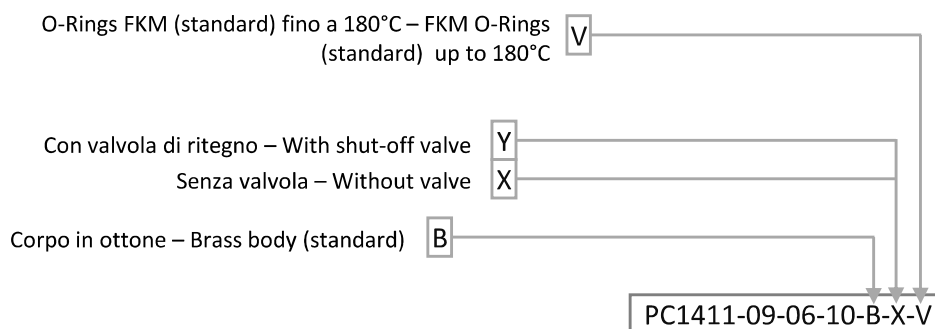 O-Rings FKM (standard) fino a 180°C – FKM O-Rings
(standard) up to 180°C
V
Con valvola di ritegno – With shut-off valve
Y
Senza valvola – Without valve
X
Corpo in ottone – Brass body (standard)
B
PC1411-09-06-10-B-X-V